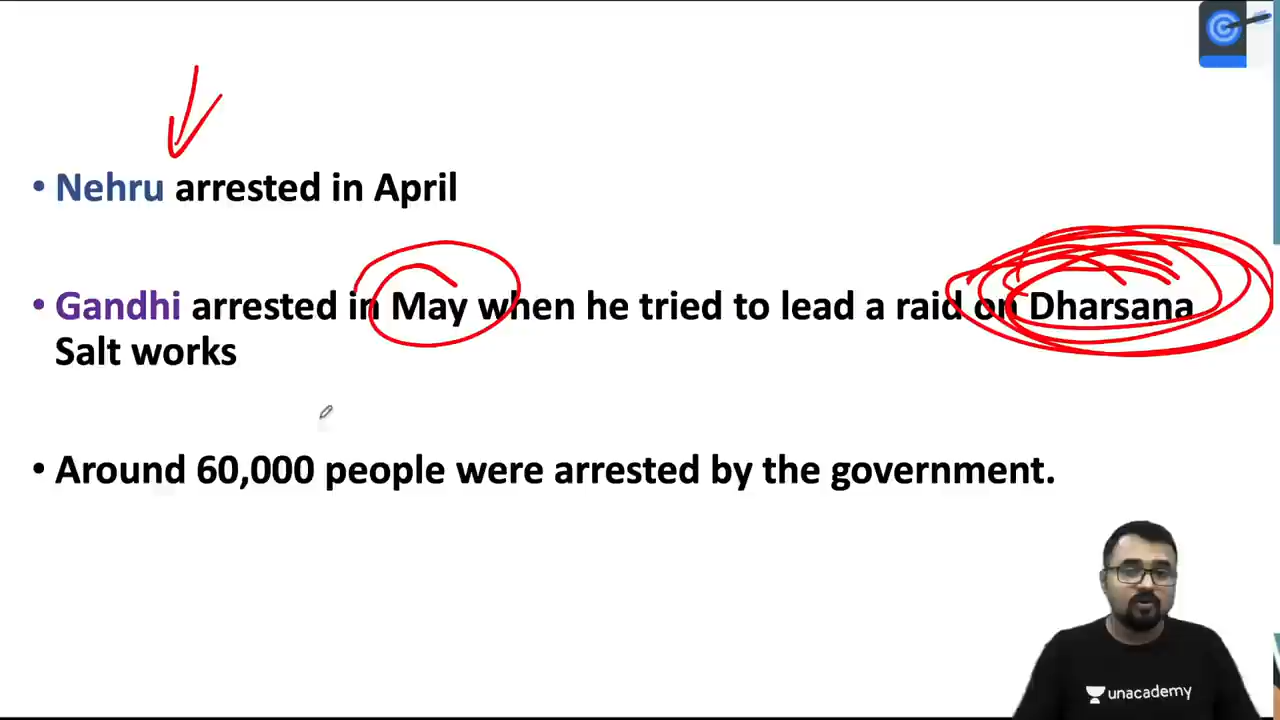 • Nehru arrested in April
• Gandhi arrested in May when he tried to lead a raid on Dharsana
Salt works
• Around 60,000 people were arrested by the government.
unacademy